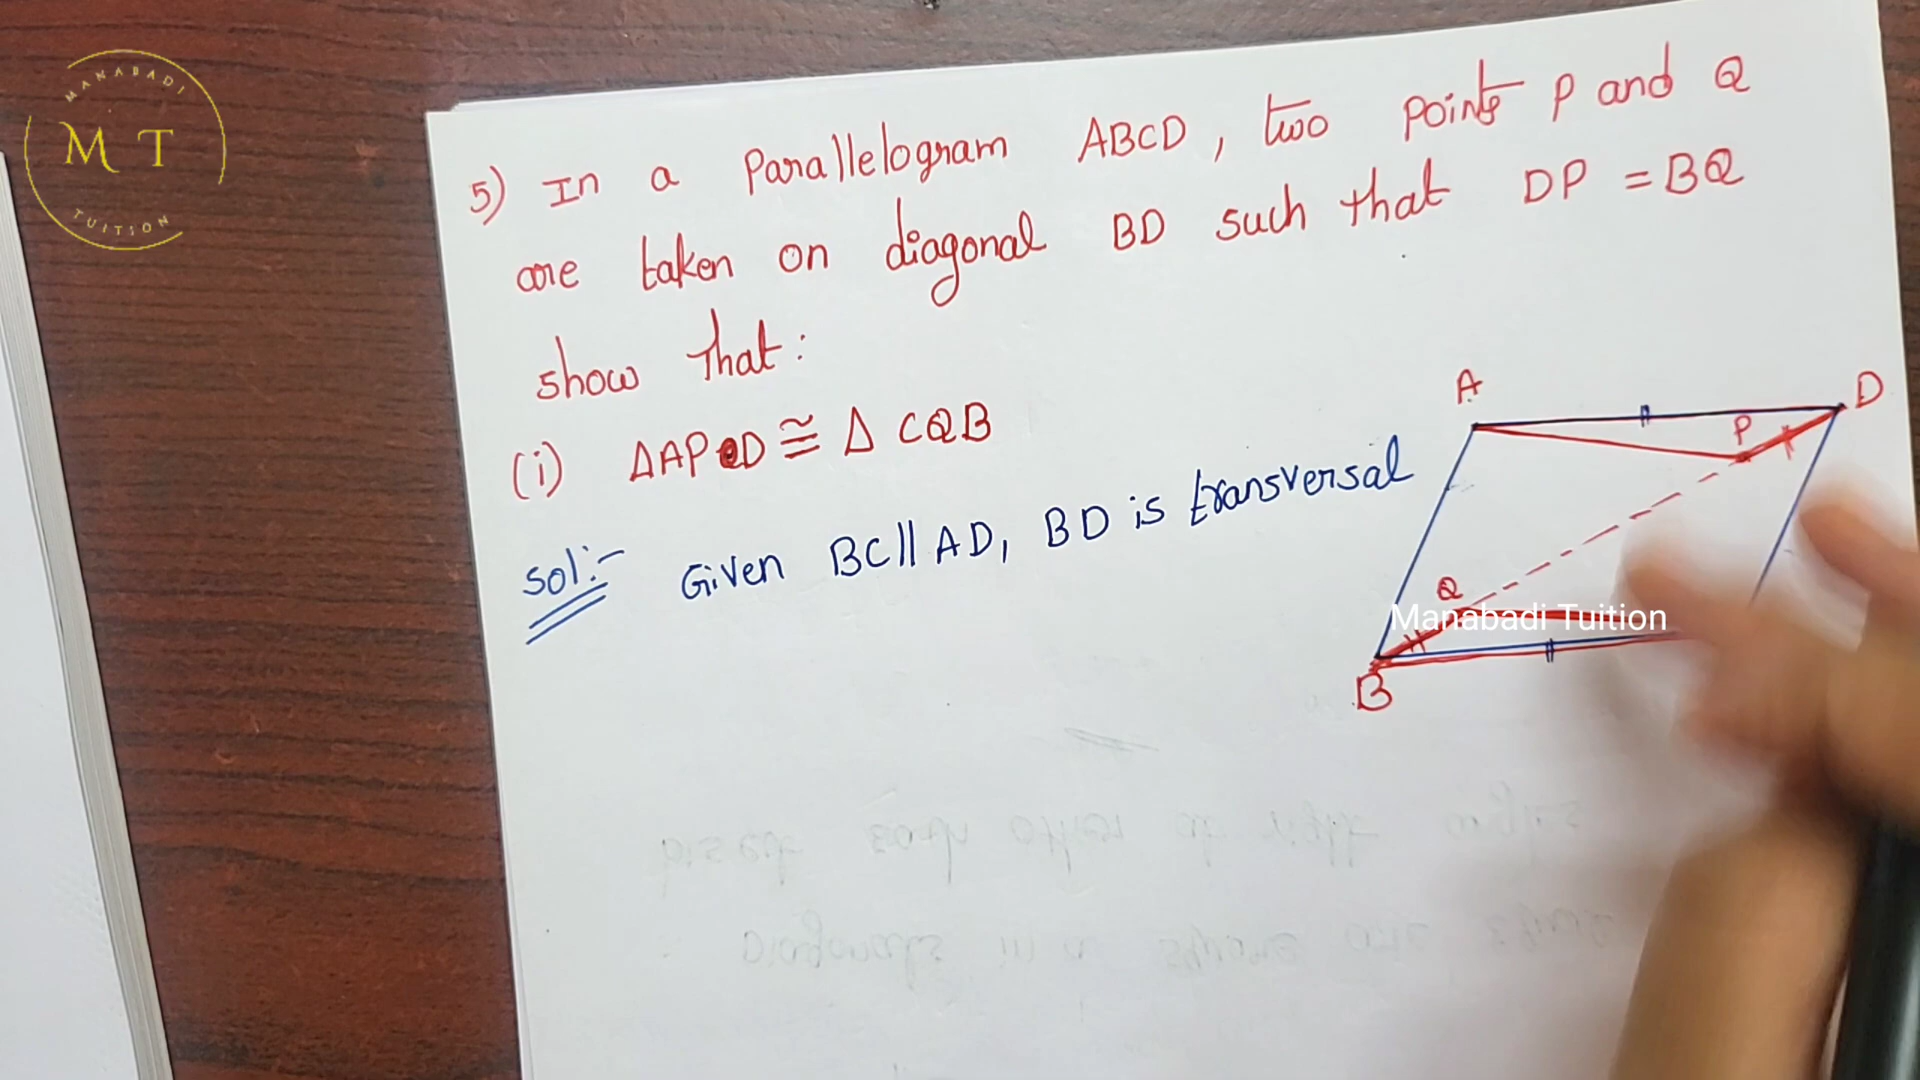 MANABADI
M T
TUITION
5) In a Parallelogram ABCD, two points P and Q
are taken on diagonal BD such that DP = BQ
show that:
(i) ΔAPD ≅ Δ CQB
Sol:- Given BC || AD, BD is transversal
A
D
P
Q
Manabadi Tuition
B